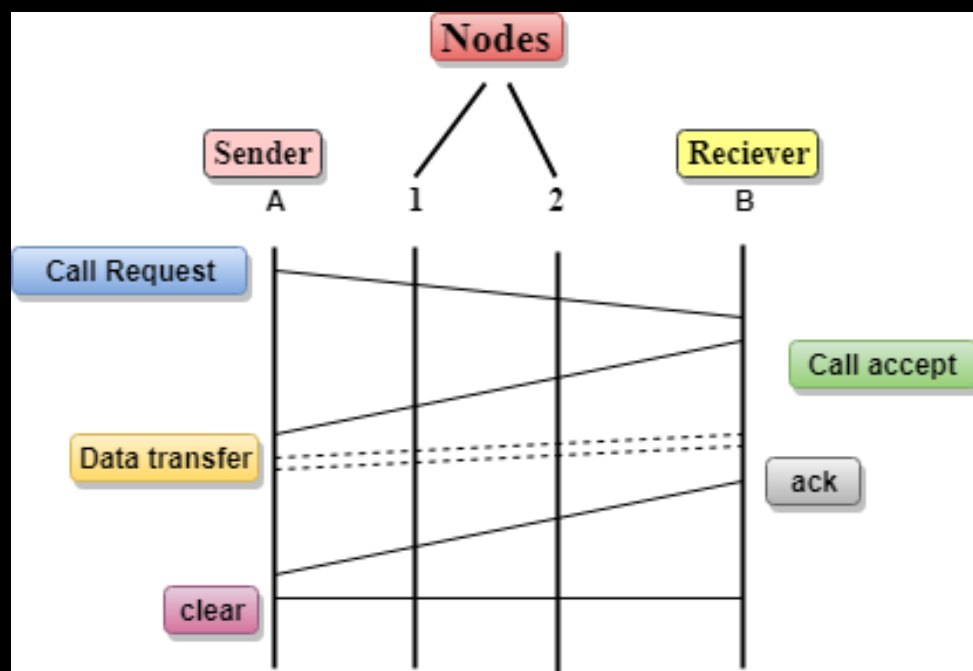 Nodes
Sender
Reciever
A
1
2
B
Call Request
Call accept
Data transfer
ack
clear